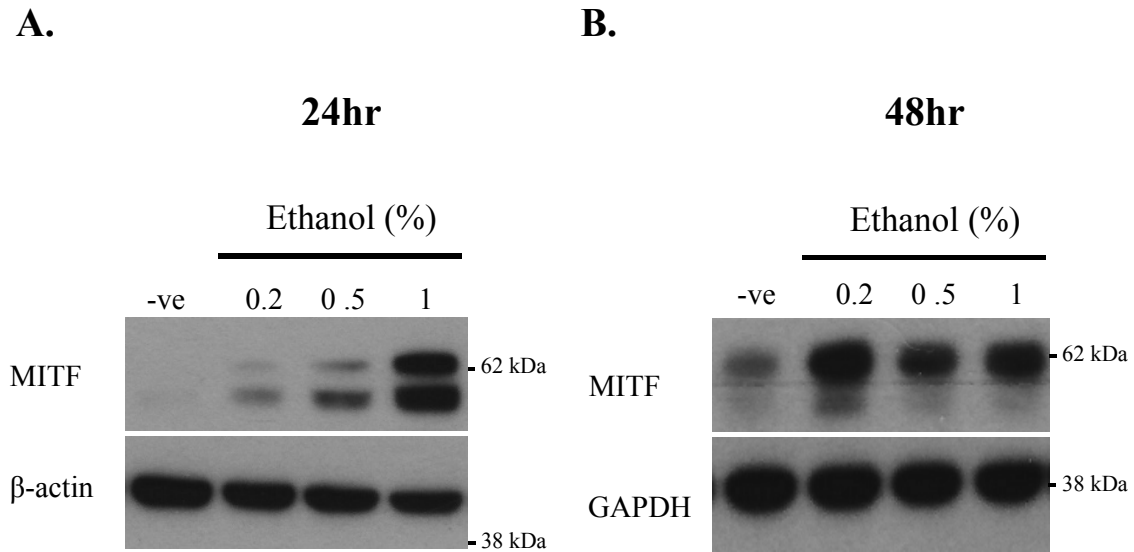 A.
24hr
Ethanol (%)
-ve 0.2 0 .5 1
MITF
62 kDa
β-actin
38 kDa
B.
48hr
Ethanol (%)
-ve 0.2 0 .5 1
62 kDa
MITF
38 kDa
GAPDH